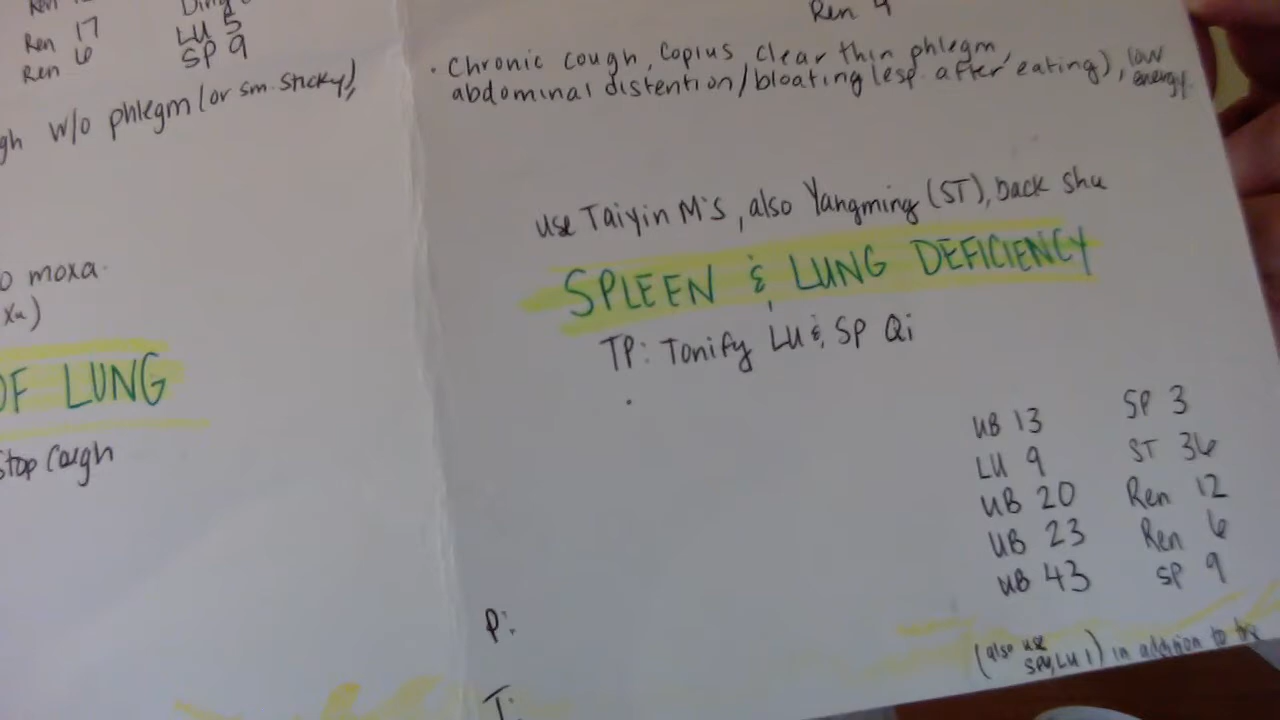 Ren 17 LU 5
Ren 6 SP 9
w/o phlegm (or sm. sticky),
moxa.
OF LUNG
Stop Cough
Ren 4
· Chronic cough, Copius clear thin phlegm,
abdominal distention/bloating (esp. after eating), low energy.
use Taiyin M's, also Yangming (ST), back shu
SPLEEN & LUNG DEFICIENCY
TP: Tonify LU & SP Qi
UB 13 SP 3
LU 9 ST 36
UB 20 Ren 12
UB 23 Ren 6
UB 43 SP 9
P:
T:
(also use
LU 1) in addition to the